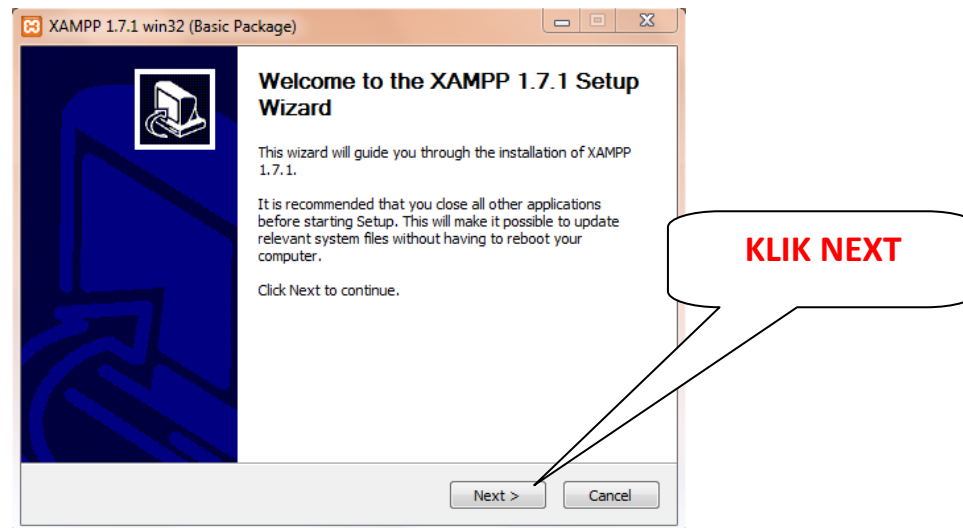 XAMPP 1.7.1 win32 (Basic Package)
Welcome to the XAMPP 1.7.1 Setup
Wizard
This wizard will guide you through the installation of XAMPP
1.7.1.
It is recommended that you close all other applications
before starting Setup. This will make it possible to update
relevant system files without having to reboot your
computer.
Click Next to continue.
KLIK NEXT
Next >
Cancel